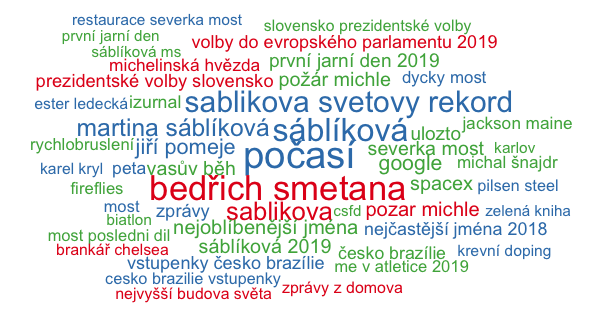 restaurace severka most
slovensko prezidentské volby
první jarní den
volby do evropského parlamentu 2019
sáblíková ms
michelinská hvězda
první jarní den 2019
prezidentské volby slovensko
požár michle
dycky most
ester ledecká
izurnal
sablikova svetovy rekord
martina sáblíková
sáblíková
ulozto
jackson maine
rychlobruslení
jiří pomeje
počasí
severka most
karlov
karel kryl
peta
vasův běh
google
michal šnajdr
fireflies
bedřich smetana
spacex
pilsen steel
most
zprávy
sablikova
csfd
pozar michle
zelená kniha
biatlon
nejoblíbenější jména
nejčastější jména 2018
most posledni dil
sáblíková 2019
česko brazílie
krevní doping
brankář chelsea
vstupenky česko brazílie
me v atletice 2019
cesko brazilie vstupenky
nejvyšší budova světa
zprávy z domova